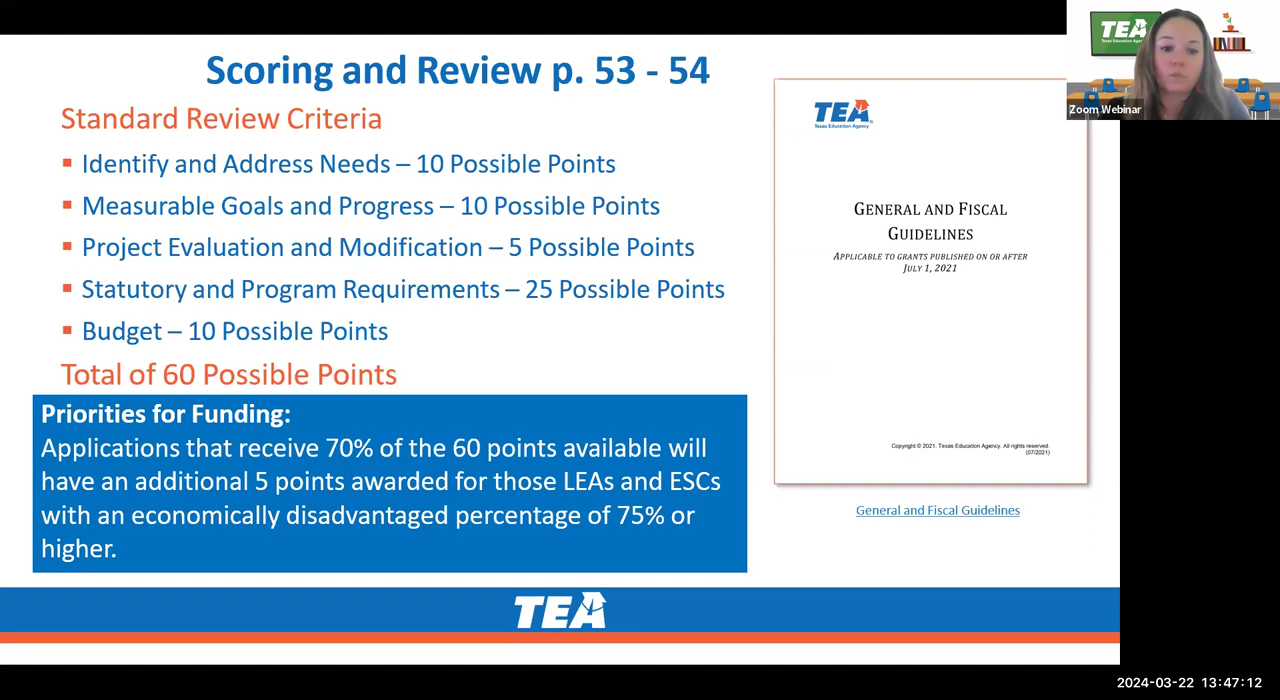 Scoring and Review p. 53 - 54
Standard Review Criteria
Identify and Address Needs – 10 Possible Points
Measurable Goals and Progress – 10 Possible Points
Project Evaluation and Modification – 5 Possible Points
Statutory and Program Requirements – 25 Possible Points
Budget – 10 Possible Points
Total of 60 Possible Points
Priorities for Funding:
Applications that receive 70% of the 60 points available will
have an additional 5 points awarded for those LEAs and ESCs
with an economically disadvantaged percentage of 75% or
higher.
TEA
Texas Education Agency
GENERAL AND FISCAL
GUIDELINES
APPLICABLE TO GRANTS PUBLISHED ON OR AFTER
JULY 1, 2021
Copyright © 2021. Texas Education Agency. All rights reserved.
(07/2021)
General and Fiscal Guidelines
TEA
TEA
Texas Education Agency
Zoom Webinar
2024-03-22 13:47:12